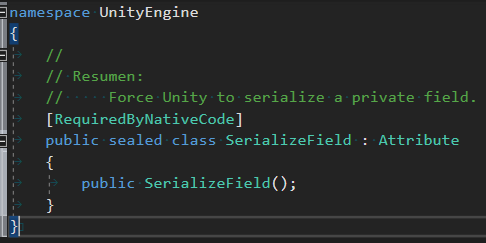 namespace UnityEngine
{
//
// Resumen:
// Force Unity to serialize a private field.
[RequiredByNativeCode]
public sealed class SerializeField : Attribute
{
public SerializeField();
}
}